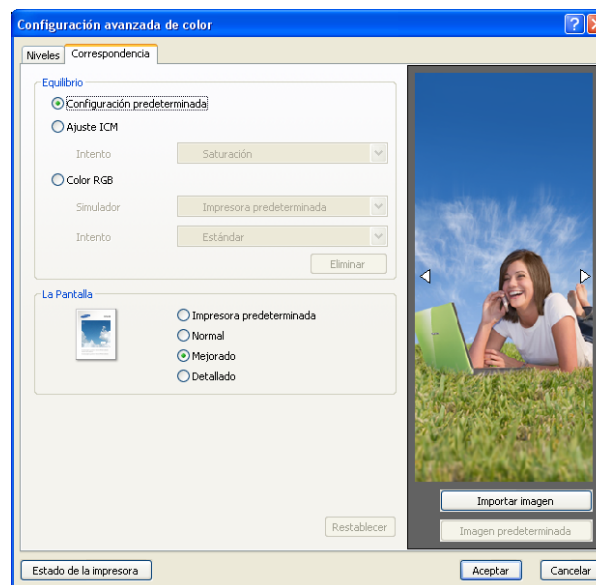 Configuración avanzada de color
Niveles Correspondencia
Equilibrio
Configuración predeterminada
Ajuste ICM
Intento Saturación
Color RGB
Simulador Impresora predeterminada
Intento Estándar
Eliminar
La Pantalla
Impresora predeterminada
Normal
Mejorado
Detallado
Importar imagen
Restablecer Imagen predeterminada
Estado de la impresora Aceptar Cancelar